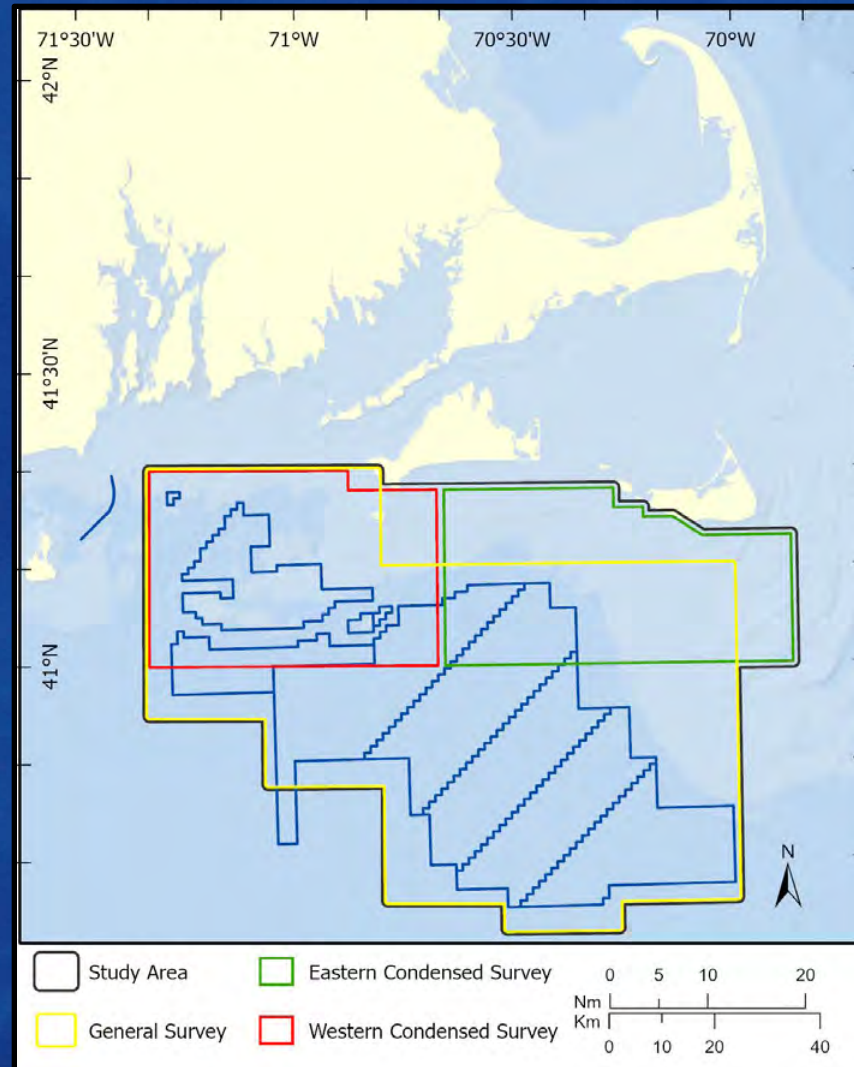 71°30'W 71°W 70°30'W 70°W
42°N
41°30'N
41°N
N
Study Area
Eastern Condensed Survey
General Survey
Western Condensed Survey
0 5 10 20
Nm
Km
0 10 20 40